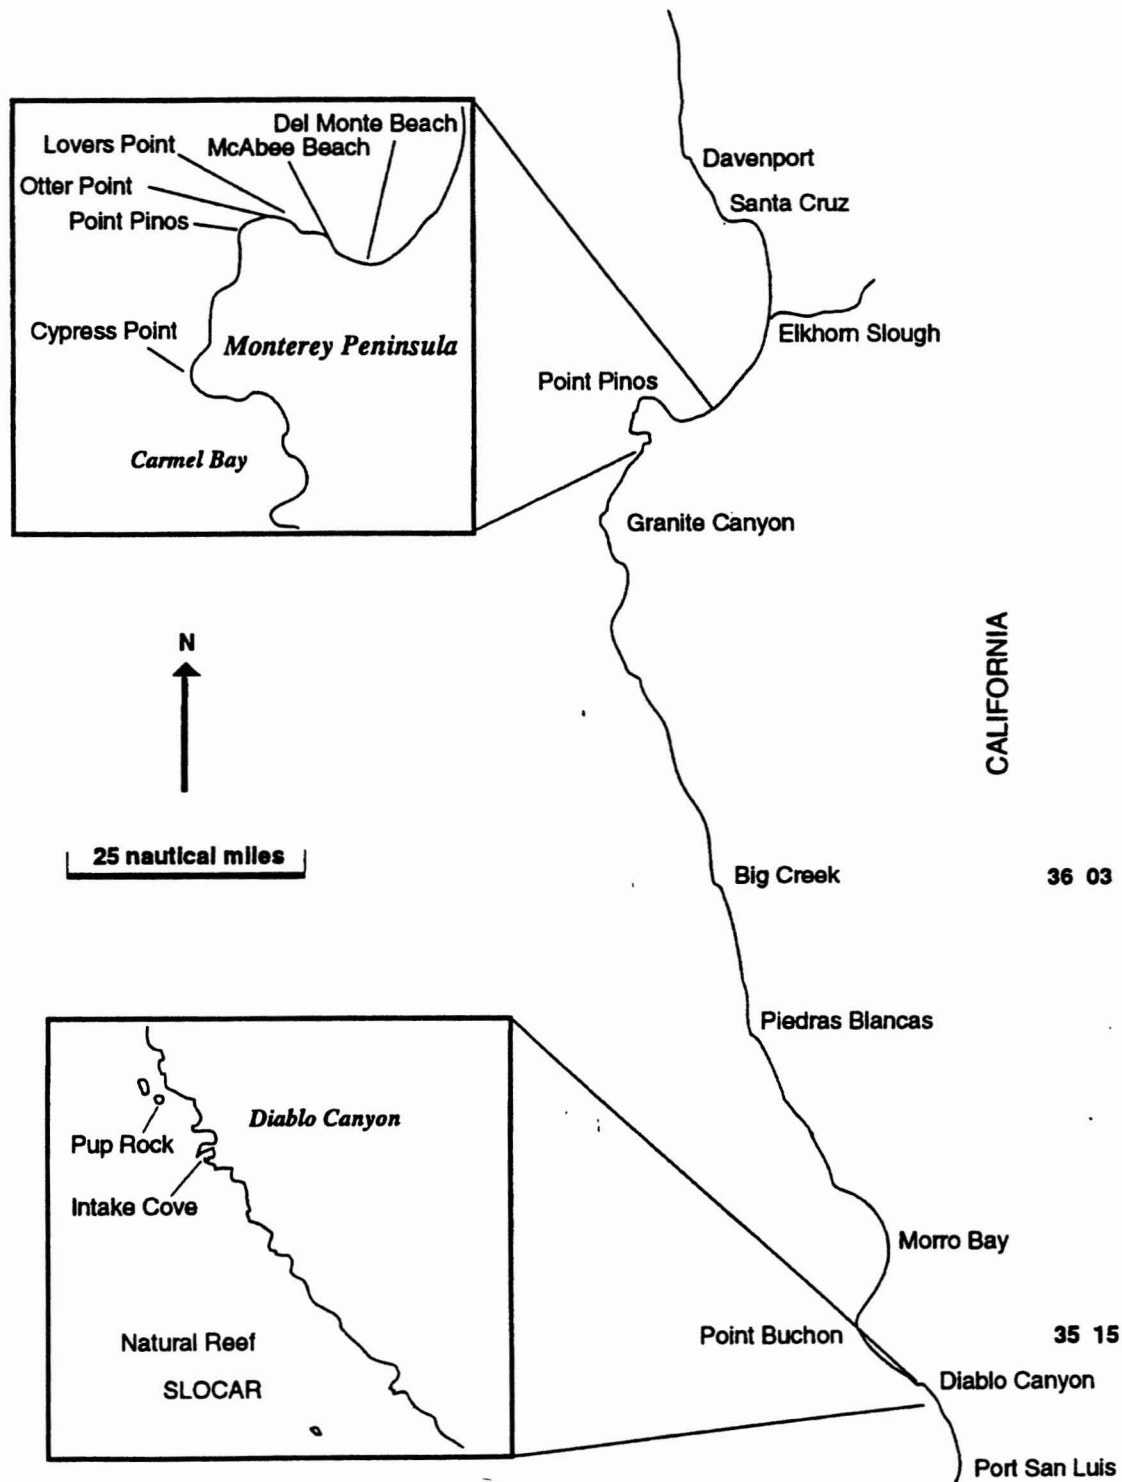 Del Monte Beach
Lovers Point
McAbee Beach
Otter Point
Point Pinos
Cypress Point
Monterey Peninsula
Carmel Bay
Davenport
Santa Cruz
Elkhorn Slough
Point Pinos
Granite Canyon
N
CALIFORNIA
25 nautical miles
Big Creek
36 03
Piedras Blancas
Diablo Canyon
Pup Rock
Intake Cove
Natural Reef
SLOCAR
Morro Bay
Point Buchon
35 15
Diablo Canyon
Port San Luis